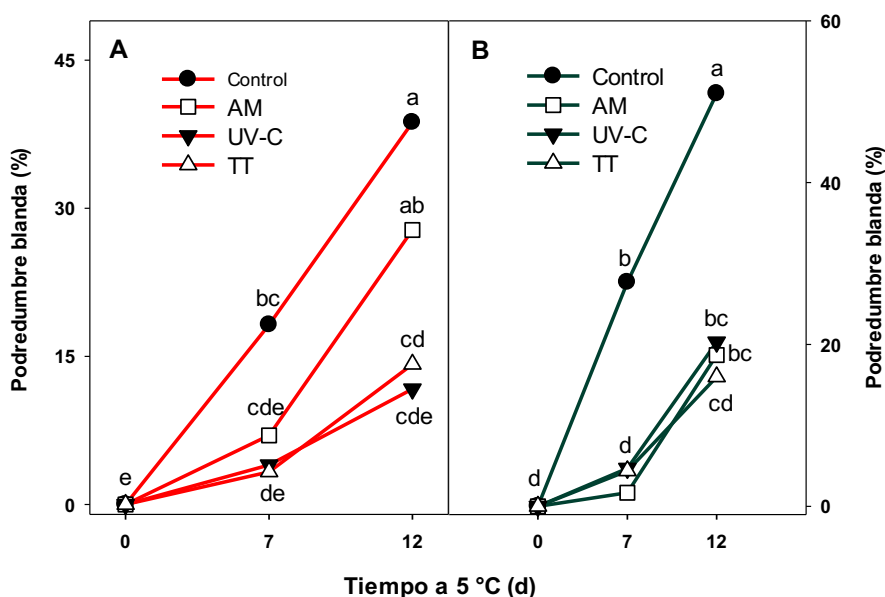 A
Control
AM
UV-C
TT
Podredumbre blanda (%)
45
30
15
0
a
ab
bc
cd
cde
cde
de
e
0
7
12
B
Control
AM
UV-C
TT
a
b
bc
bc
cd
d
d
0
7
12
60
40
20
0
Podredumbre blanda (%)
Tiempo a 5 °C (d)